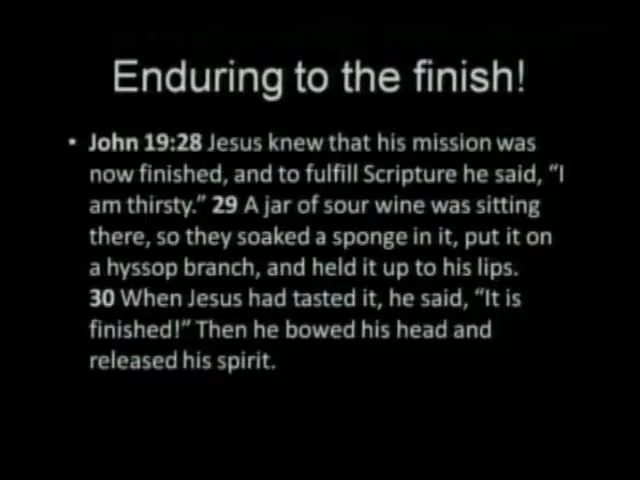 Enduring to the finish!
• John 19:28 Jesus knew that his mission was
now finished, and to fulfill Scripture he said, “I
am thirsty.” 29 A jar of sour wine was sitting
there, so they soaked a sponge in it, put it on
a hyssop branch, and held it up to his lips.
30 When Jesus had tasted it, he said, “It is
finished!” Then he bowed his head and
released his spirit.